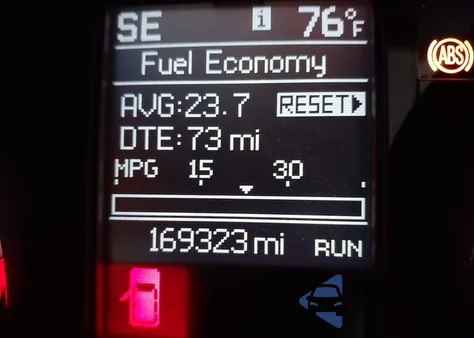 SE i 76°F
Fuel Economy
AVG:23.7 RESET
DTE:73 mi
MPG 15 30
169323 mi RUN
ABS